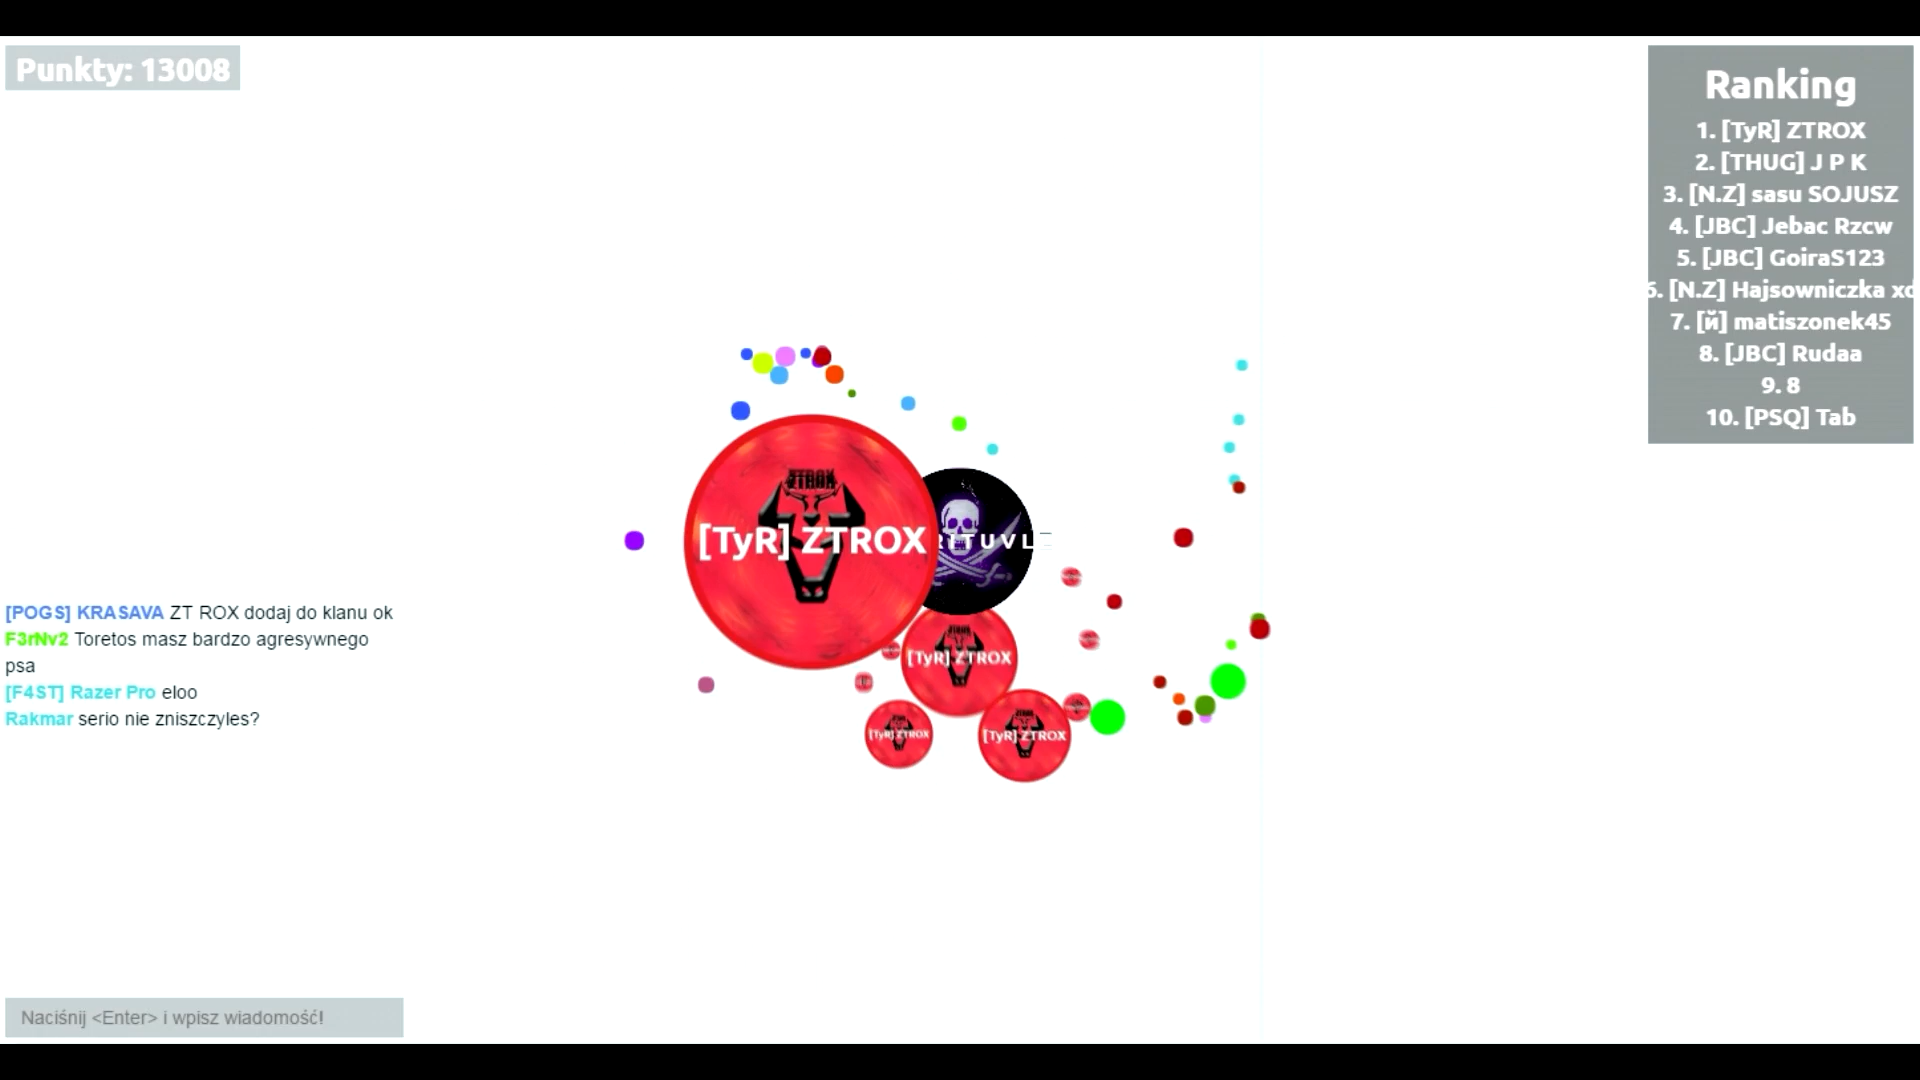 Punkty: 13008
Ranking
1. [TyR] ZTROX
2. [THUG] J P K
3. [N.Z] sasu SOJUSZ
4. [JBC] Jebac Rzcw
5. [JBC] GoiraS123
6. [N.Z] Hajsowniczka xd
7. [й] matiszonek45
8. [JBC] Rudaa
9. 8
10. [PSQ] Tab
ZTROX
[TyR] ZTROX
[TyR] ZTROX
[TyR] ZTROX
[TyR] ZTROX
[POGS] KRASAVA ZT ROX dodaj do klanu ok
F3rNv2 Toretos masz bardzo agresywnego
psa
[F4ST] Razer Pro eloo
Rakmar serio nie zniszczyles?
Naciśnij <Enter> i wpisz wiadomość!